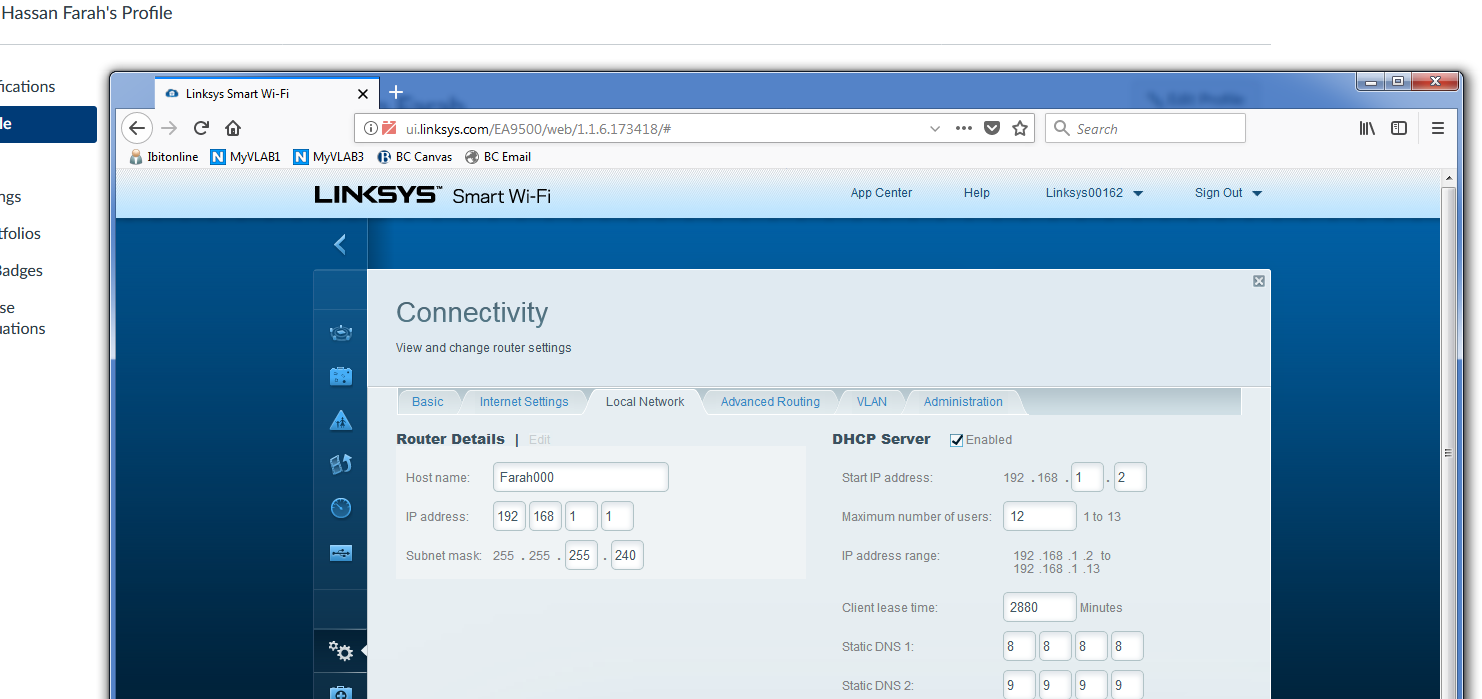 Hassan Farah's Profile
fications
le
ngs
tfolios
Badges
se
uations
Linksys Smart Wi-Fi
Edit Profile
ui.linksys.com/EA9500/web/1.1.6.173418/#
Search
Ibitonline MyVLAB1 MyVLAB3 BC Canvas BC Email
LINKSYS™ Smart Wi-Fi
App Center Help Linksys00162 Sign Out
Connectivity
View and change router settings
Basic Internet Settings Local Network Advanced Routing VLAN Administration
Router Details | Edit
Host name: Farah000
IP address: 192 168 1 1
Subnet mask: 255 . 255 . 255 . 240
DHCP Server Enabled
Start IP address: 192 . 168 . 1 . 2
Maximum number of users: 12 1 to 13
IP address range: 192 .168 .1 .2 to
192 .168 .1 .13
Client lease time: 2880 Minutes
Static DNS 1: 8 8 8 8
Static DNS 2: 9 9 9 9